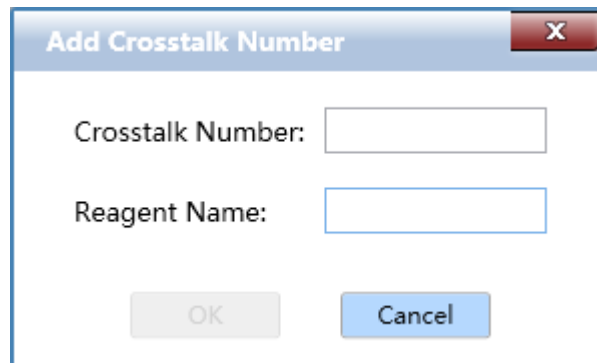 Add Crosstalk Number
x
Crosstalk Number:
Reagent Name:
OK Cancel